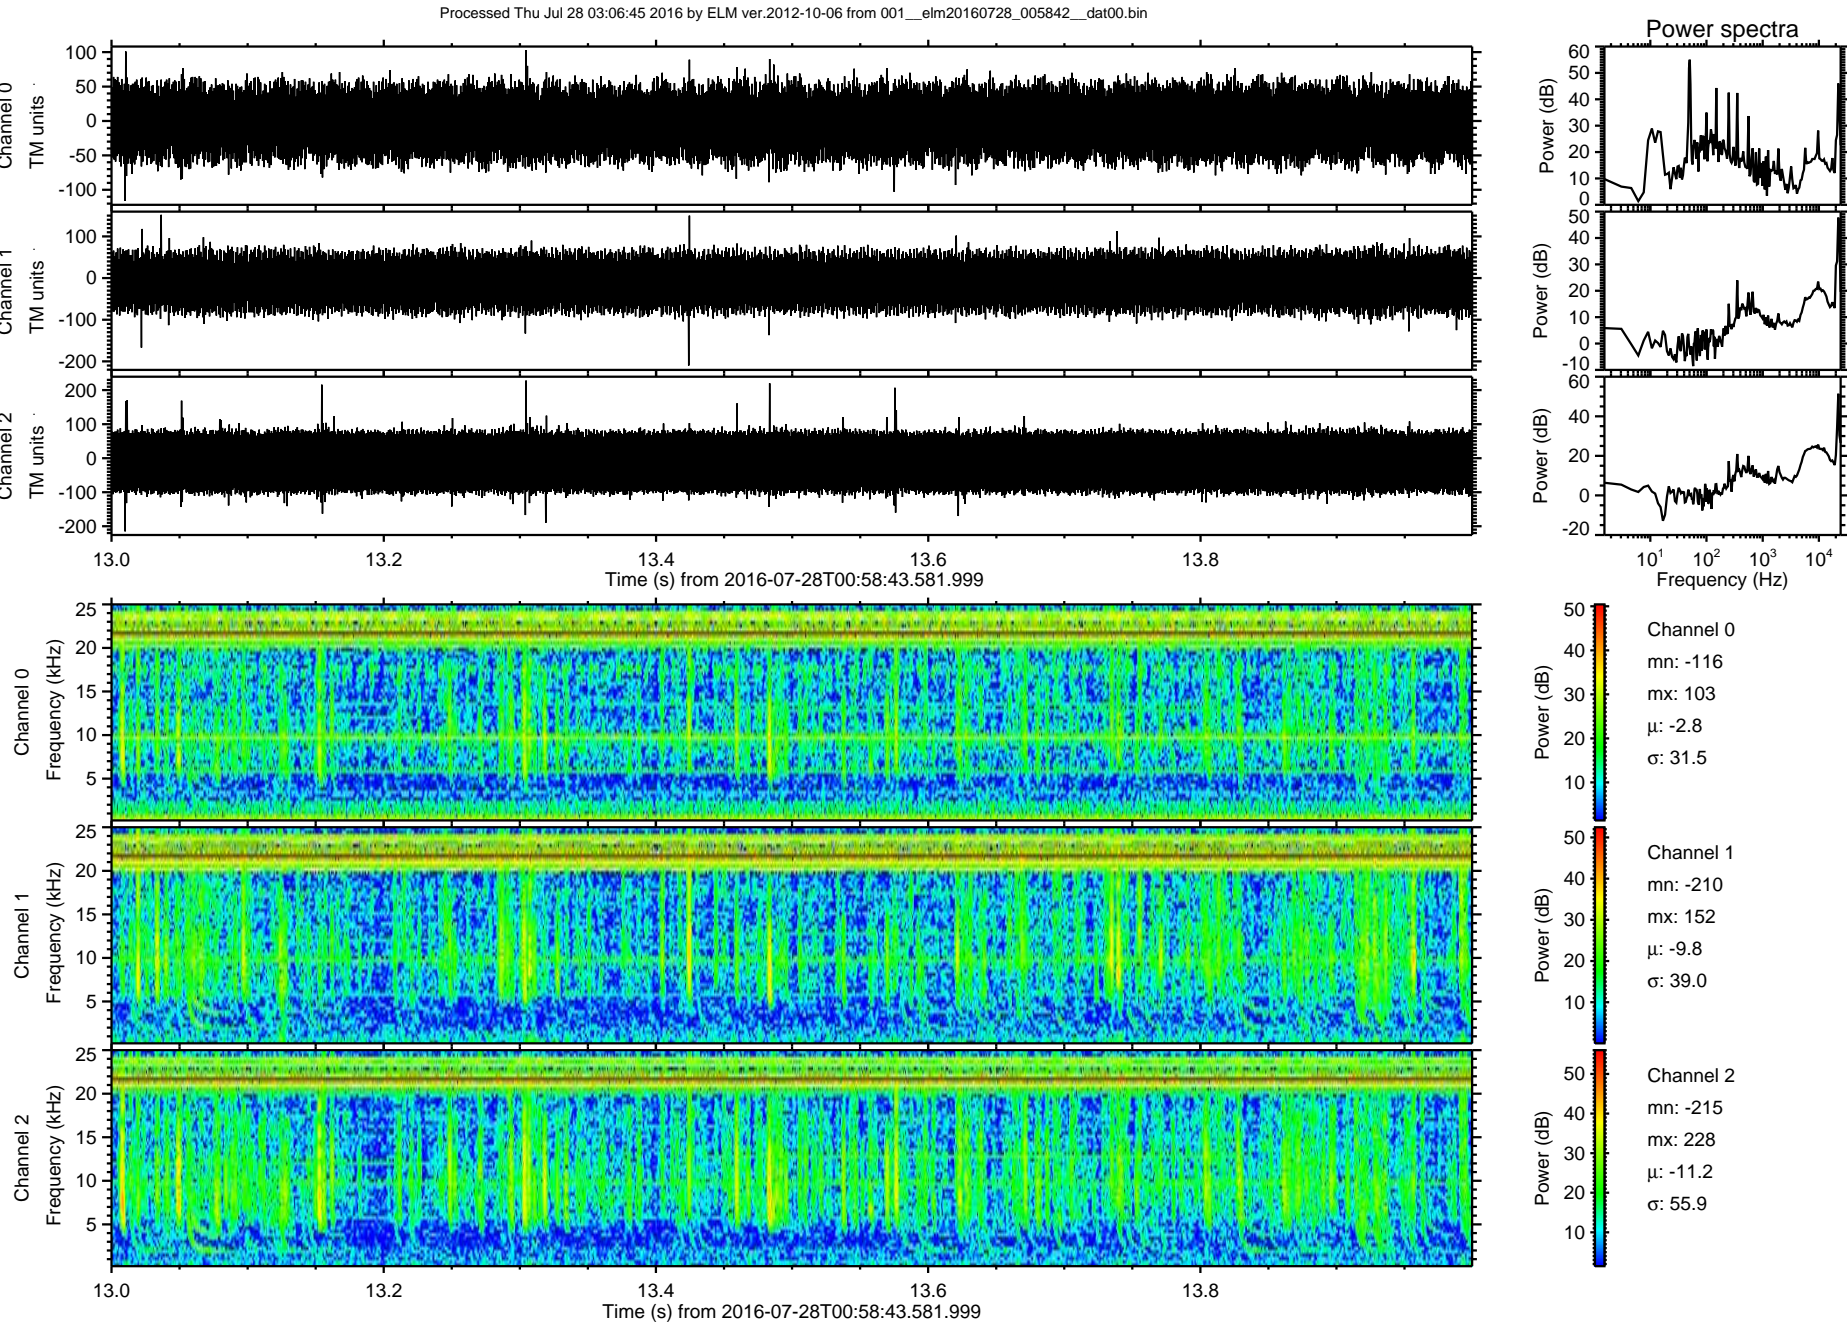 Processed Thu Jul 28 03:06:45 2016 by ELM ver.2012-10-06 from 001__elm20160728_005842__dat00.bin
Power spectra
Channel 0
TM units
100
50
0
-50
-100
Power (dB)
60
50
40
30
20
10
0
Channel 1
TM units
100
0
-100
-200
Power (dB)
50
40
30
20
10
0
-10
Channel 2
TM units
200
100
0
-100
-200
Power (dB)
60
40
20
0
-20
13.0 13.2 13.4 13.6 13.8
Time (s) from 2016-07-28T00:58:43.581.999
10^1 10^2 10^3 10^4
Frequency (Hz)
Channel 0
Frequency (kHz)
25
20
15
10
5
Power (dB)
50
40
30
20
10
Channel 0
mn: -116
mx: 103
μ: -2.8
σ: 31.5
Channel 1
Frequency (kHz)
25
20
15
10
5
Power (dB)
50
40
30
20
10
Channel 1
mn: -210
mx: 152
μ: -9.8
σ: 39.0
Channel 2
Frequency (kHz)
25
20
15
10
5
Power (dB)
50
40
30
20
10
Channel 2
mn: -215
mx: 228
μ: -11.2
σ: 55.9
13.0 13.2 13.4 13.6 13.8
Time (s) from 2016-07-28T00:58:43.581.999